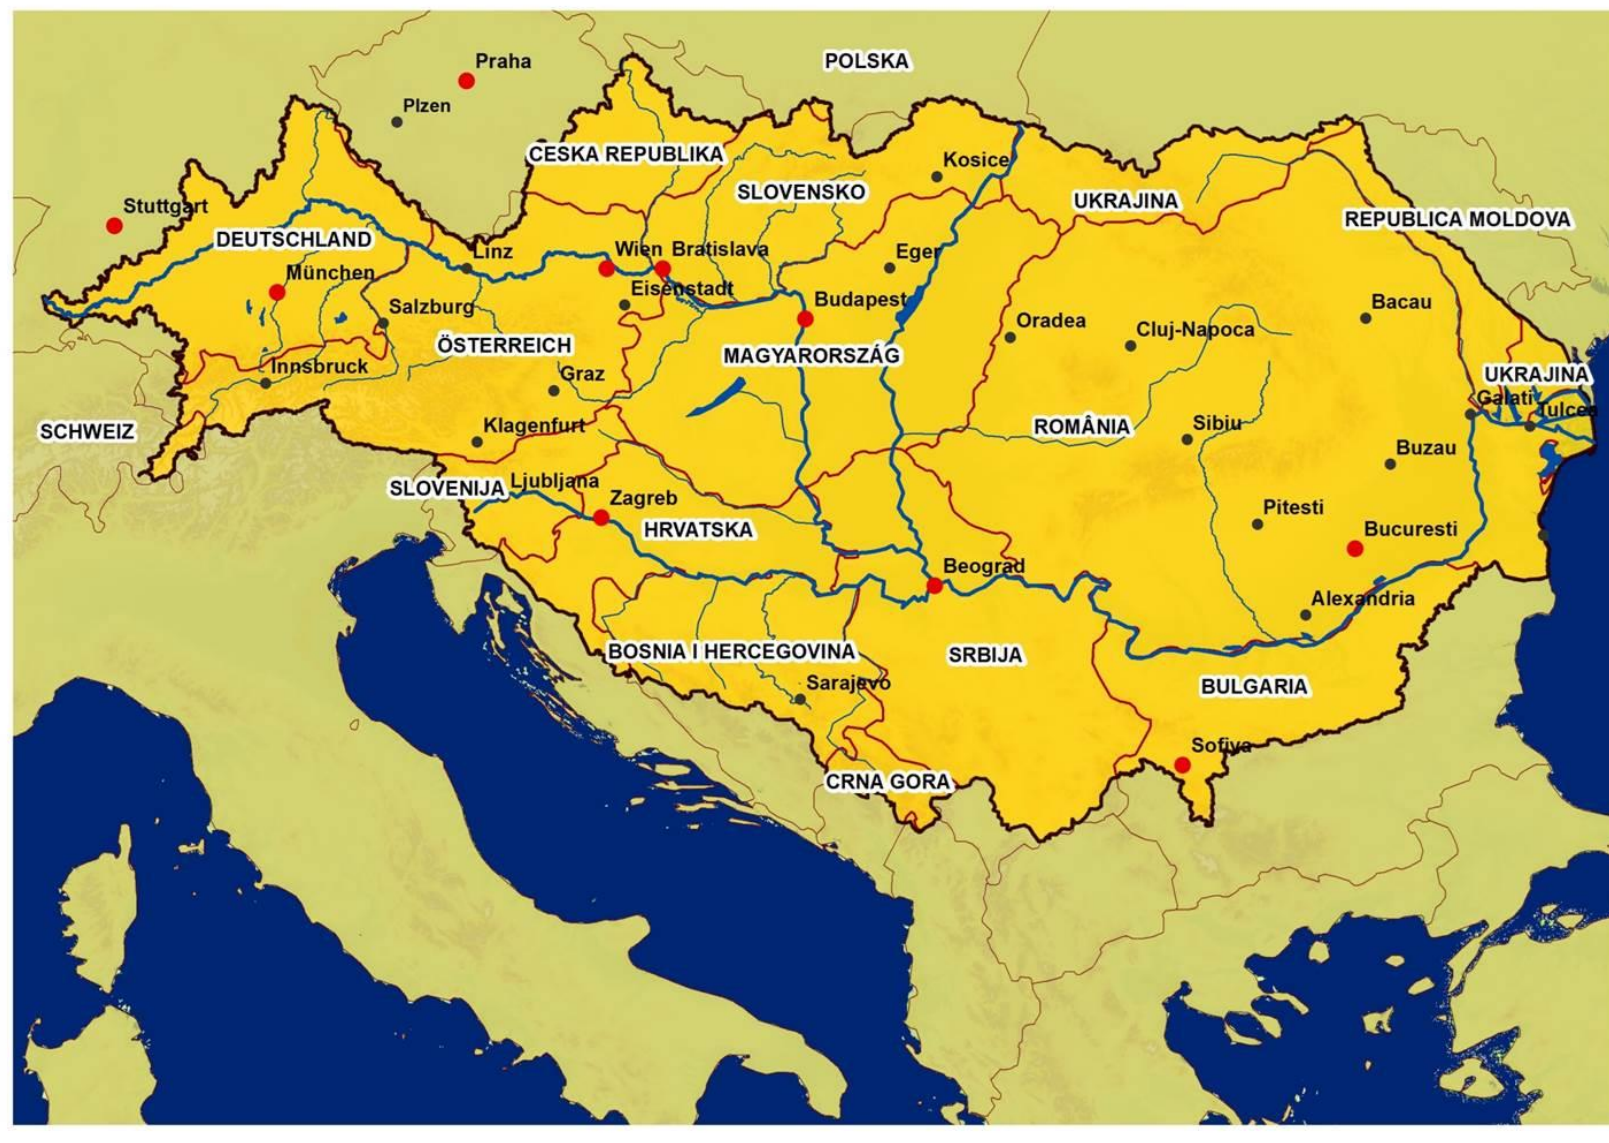 POLSKA
Praha
Plzen
CESKA REPUBLIKA
Kosice
SLOVENSKO
UKRAJINA
Stuttgart
REPUBLICA MOLDOVA
DEUTSCHLAND
Linz
Wien
Bratislava
Eger
München
Eisenstadt
Budapest
Bacau
Salzburg
Oradea
Cluj-Napoca
ÖSTERREICH
MAGYARORSZÁG
Innsbruck
Graz
UKRAJINA
Galati
Tulcea
SCHWEIZ
Klagenfurt
ROMÂNIA
Sibiu
Buzau
SLOVENIJA
Ljubljana
Zagreb
Pitesti
HRVATSKA
Bucuresti
Beograd
Alexandria
BOSNIA I HERCEGOVINA
SRBIJA
Sarajevo
BULGARIA
Sofiya
CRNA GORA